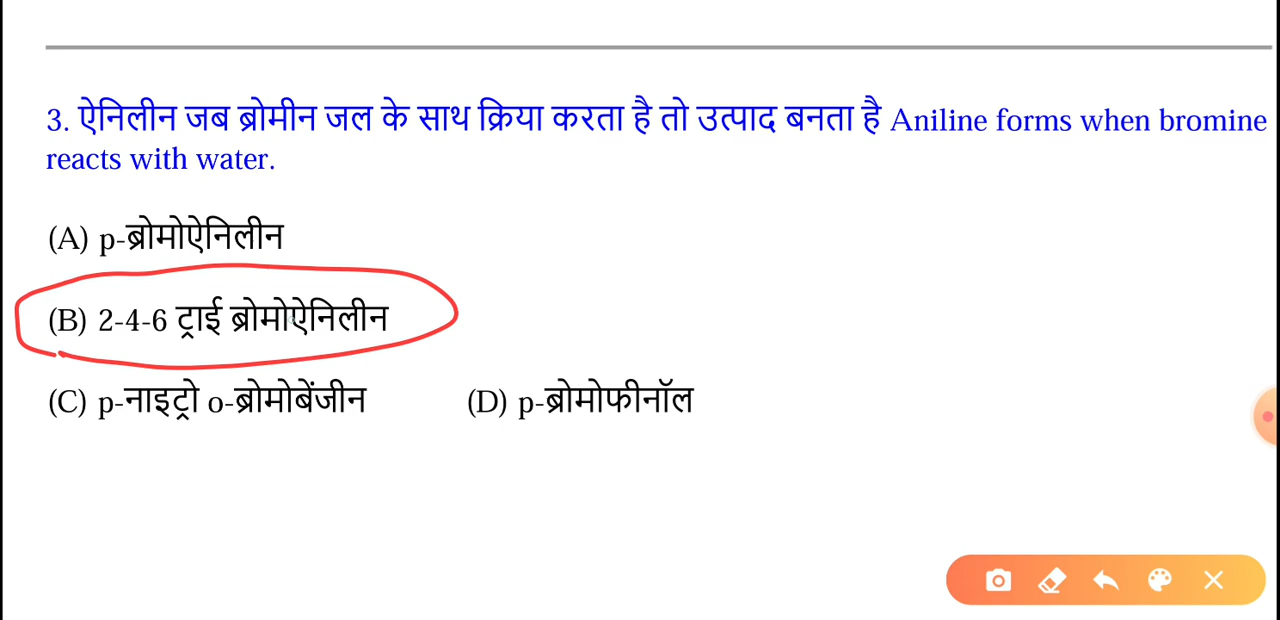 3. ऐनिलीन जब ब्रोमीन जल के साथ क्रिया करता है तो उत्पाद बनता है Aniline forms when bromine
reacts with water.
(A) p-ब्रोमोऐनिलीन
(B) 2-4-6 ट्राई ब्रोमोऐनिलीन
(C) p-नाइट्रो o-ब्रोमोबेंजीन (D) p-ब्रोमोफीनॉल